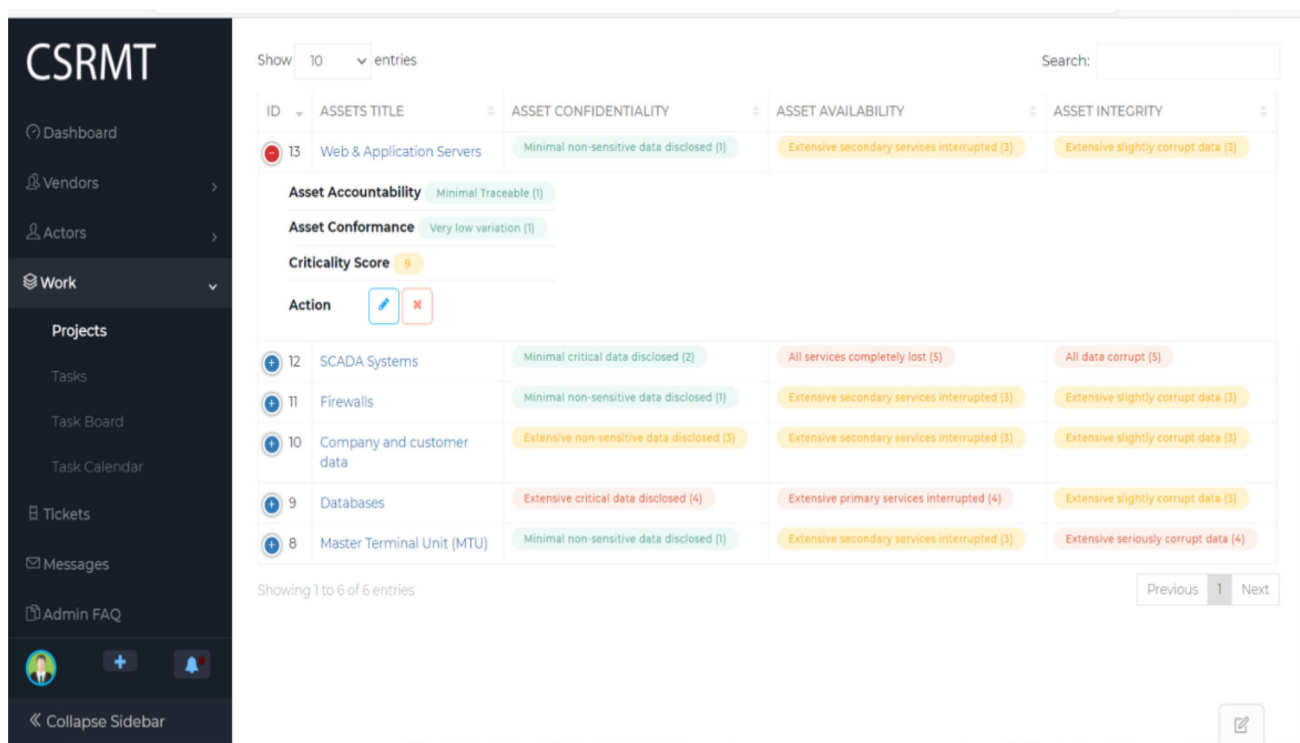 CSRMT
Dashboard
Vendors
Actors
Work
Projects
Tasks
Task Board
Task Calendar
Tickets
Messages
Admin FAQ
Collapse Sidebar
Show 10 entries Search:
ID ASSETS TITLE ASSET CONFIDENTIALITY ASSET AVAILABILITY ASSET INTEGRITY
13 Web & Application Servers Minimal non-sensitive data disclosed (1) Extensive secondary services interrupted (3) Extensive slightly corrupt data (3)
Asset Accountability Minimal Traceable (1)
Asset Conformance Very low variation (1)
Criticality Score 9
Action
12 SCADA Systems Minimal critical data disclosed (2) All services completely lost (5) All data corrupt (5)
11 Firewalls Minimal non-sensitive data disclosed (1) Extensive secondary services interrupted (3) Extensive slightly corrupt data (3)
10 Company and customer Extensive non-sensitive data disclosed (3) Extensive secondary services interrupted (3) Extensive slightly corrupt data (3)
data
9 Databases Extensive critical data disclosed (4) Extensive primary services interrupted (4) Extensive slightly corrupt data (3)
8 Master Terminal Unit (MTU) Minimal non-sensitive data disclosed (1) Extensive secondary services interrupted (3) Extensive seriously corrupt data (4)
Showing 1 to 6 of 6 entries Previous 1 Next